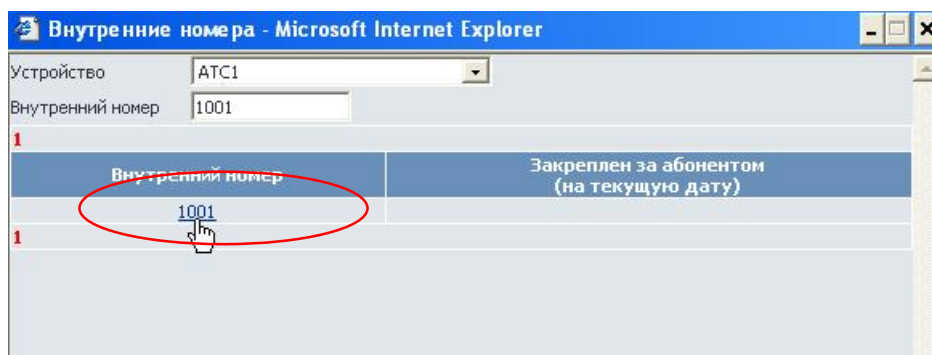 Внутренние номера - Microsoft Internet Explorer
Устройство АТС1
Внутренний номер 1001
1
Внутренний номер Закреплен за абонентом
(на текущую дату)
1001
1